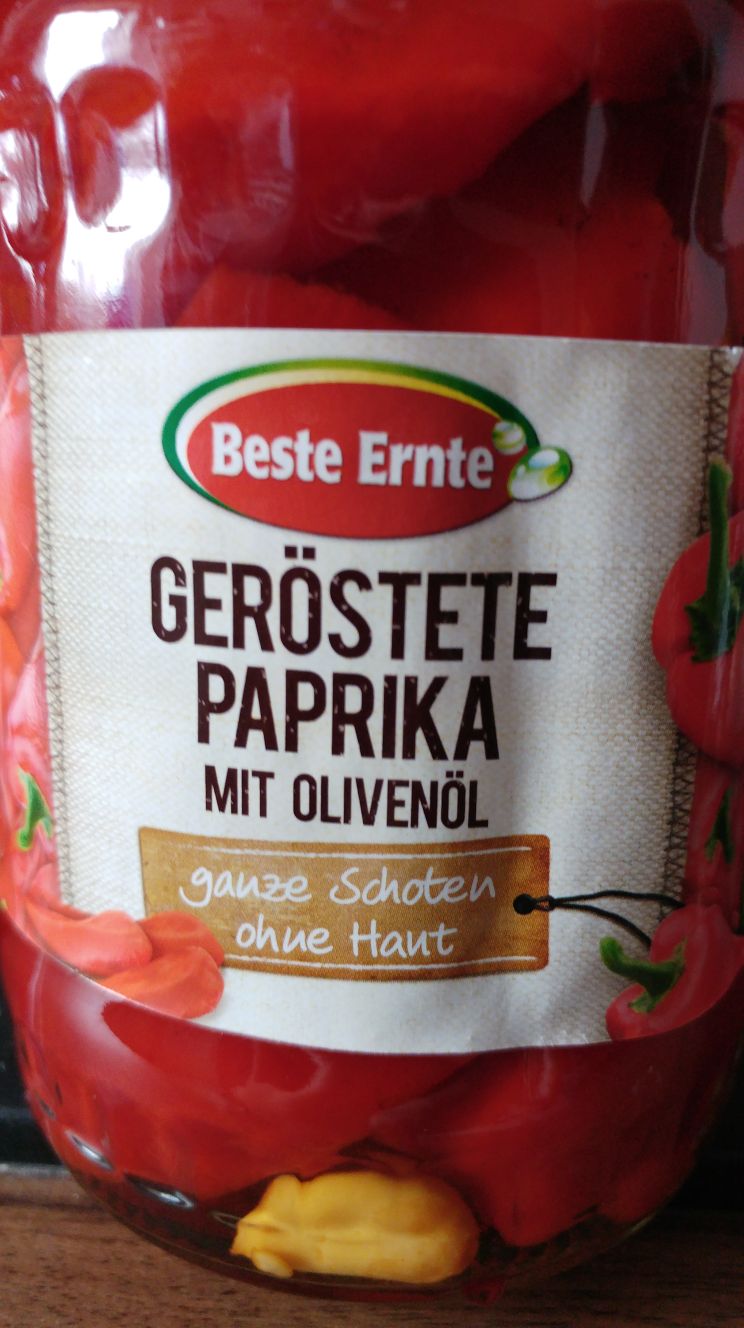 Beste Ernte
GERÖSTETE
PAPRIKA
MIT OLIVENÖL
ganze Schoten
ohne Haut